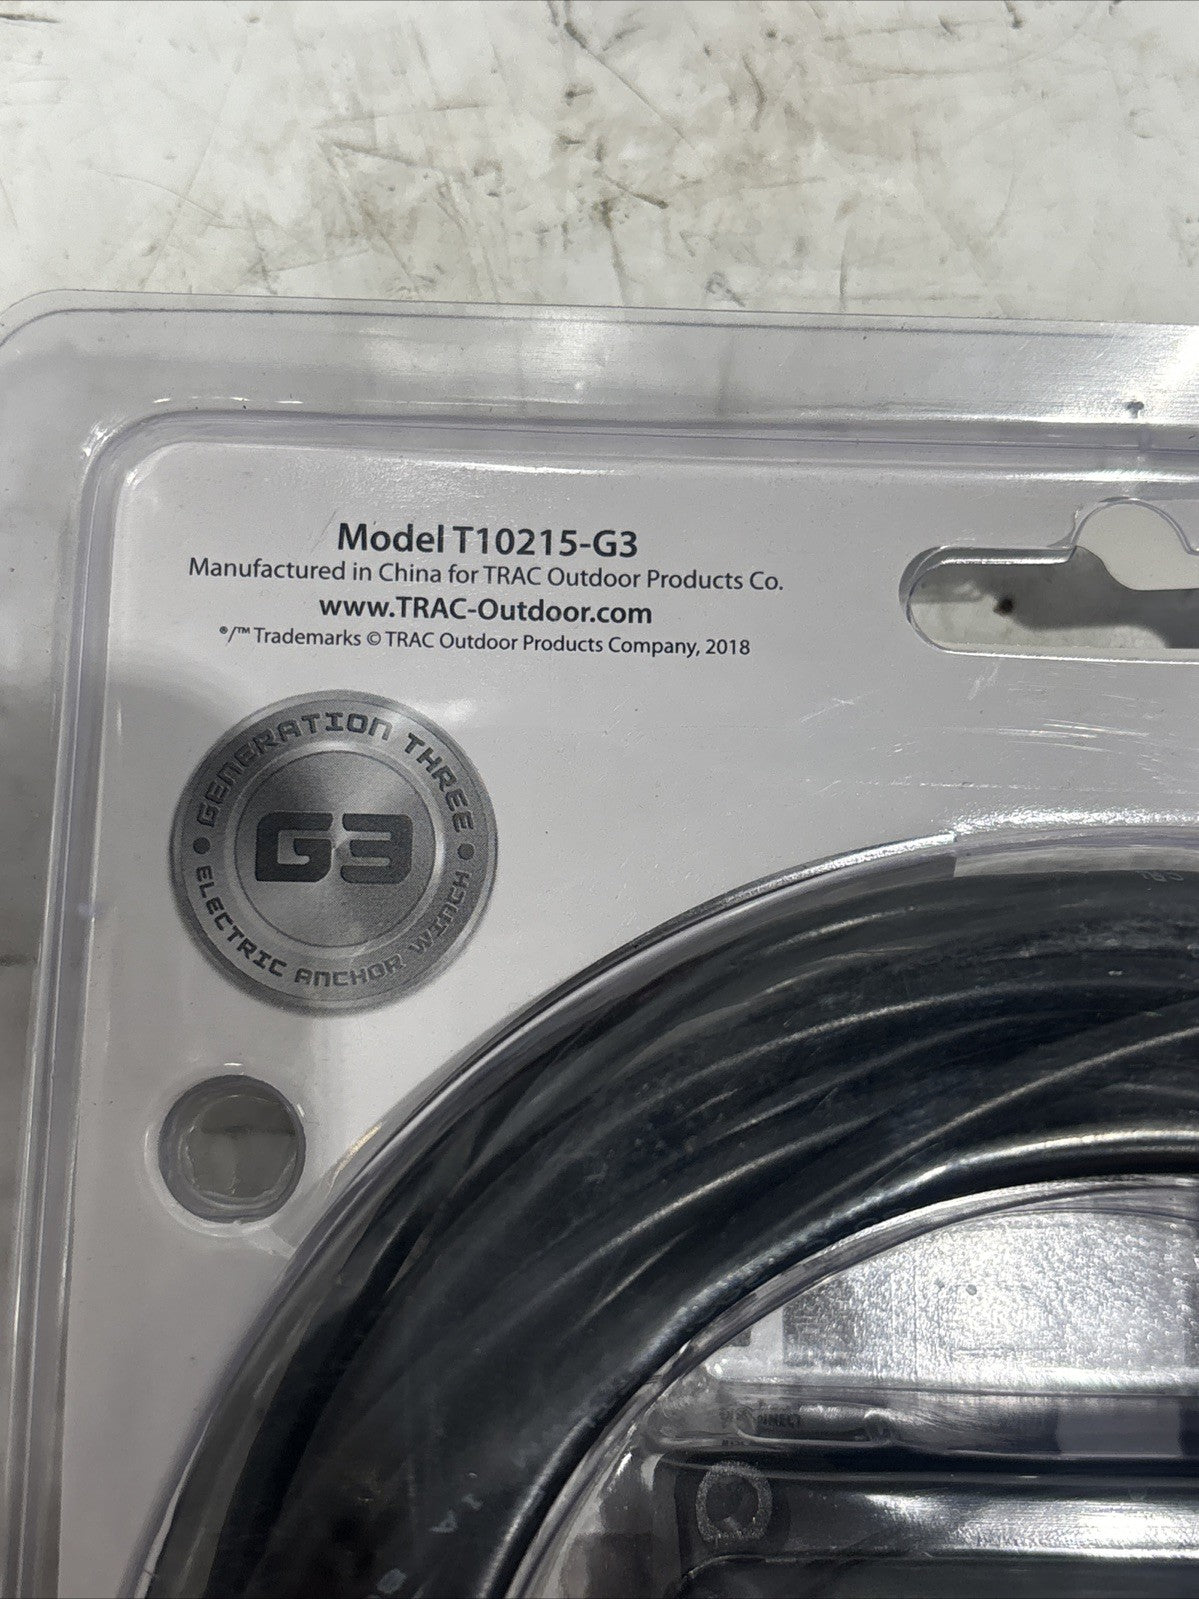 Model T10215-G3
Manufactured in China for TRAC Outdoor Products Co.
www.TRAC-Outdoor.com
®/™ Trademarks © TRAC Outdoor Products Company, 2018
GENERATION THREE
G3
ELECTRIC ANCHOR WINCH